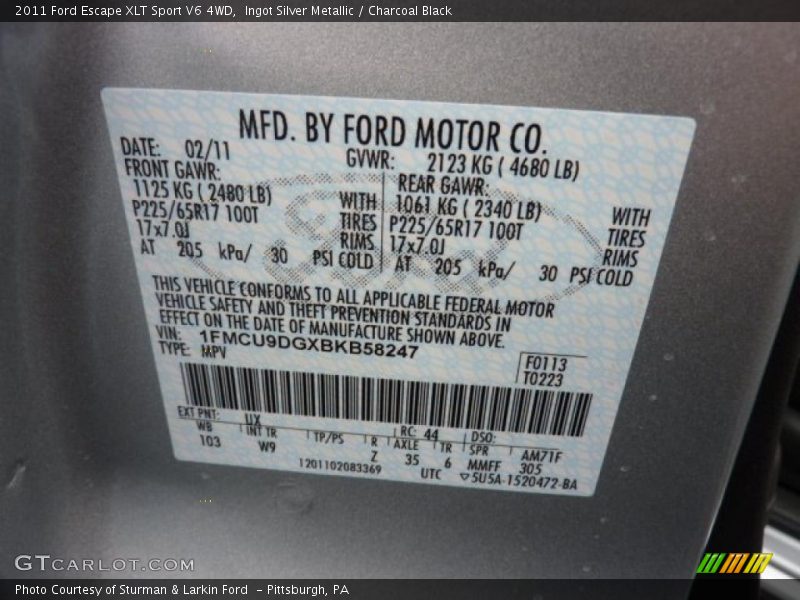 2011 Ford Escape XLT Sport V6 4WD, Ingot Silver Metallic / Charcoal Black
MFD. BY FORD MOTOR CO.
DATE: 02/11 GVWR: 2123 KG ( 4680 LB)
FRONT GAWR: REAR GAWR:
1125 KG ( 2480 LB) WITH 1061 KG ( 2340 LB) WITH
P225/65R17 100T TIRES P225/65R17 100T TIRES
17x7.0J RIMS 17x7.0J RIMS
AT 205 kPa/ 30 PSI COLD AT 205 kPa/ 30 PSI COLD
THIS VEHICLE CONFORMS TO ALL APPLICABLE FEDERAL MOTOR
VEHICLE SAFETY AND THEFT PREVENTION STANDARDS IN
EFFECT ON THE DATE OF MANUFACTURE SHOWN ABOVE.
VIN: 1FMCU9DGXBKB58247
TYPE: MPV
F0113
T0223
EXT PNT: UX RC: 44 DSO:
WB INT TR TP/PS R AXLE TR SPR AM71F
103 W9 Z 35 6 MMFF 305
1201102083369 UTC ▽5U5A-1520472-BA
GTCARLOT.COM
Photo Courtesy of Sturman & Larkin Ford - Pittsburgh, PA